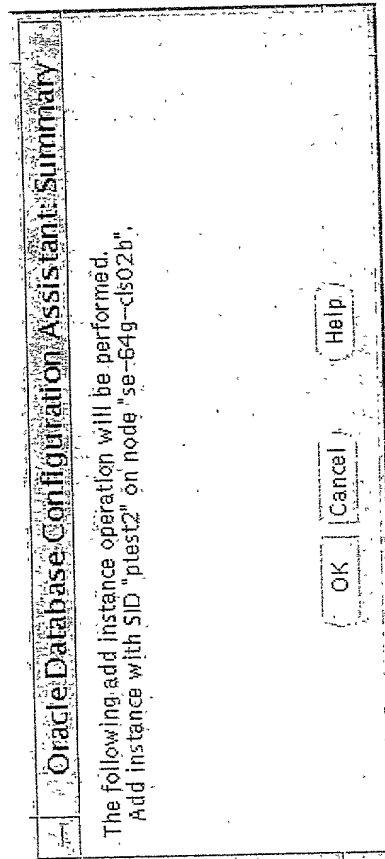 Oracle Database Configuration Assistant: Summary
The following add instance operation will be performed.
Add instance with SID "ptest2" on node "se-64g-cls02b".
OK Cancel Help